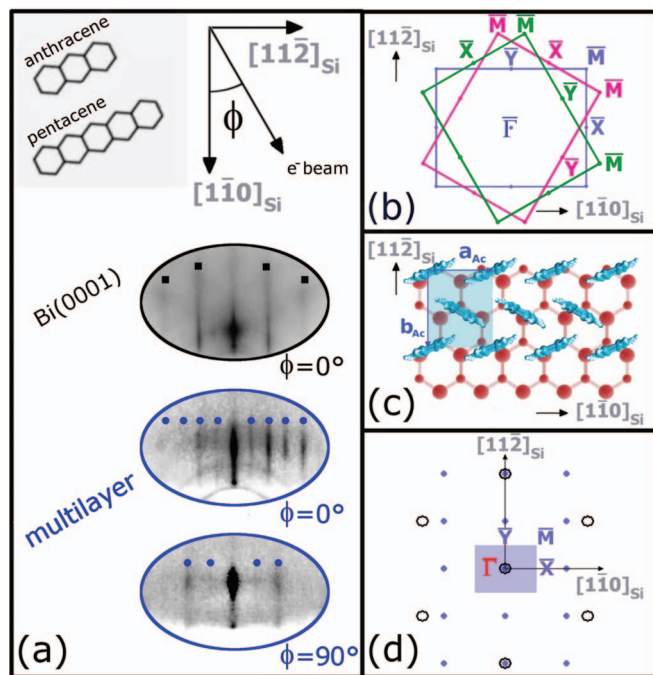 anthracene
pentacene
[112̄]Si
ϕ
e⁻ beam
[11̄0]Si
Bi(0001)
ϕ=0°
multilayer
ϕ=0°
ϕ=90°
(a)
[112̄]Si
M̄
M̄
X̄
Ȳ
X̄
M̄
Ȳ
M̄
Γ̄
X̄
Ȳ
M̄
(b)
[11̄0]Si
[112̄]Si
aAc
bAc
(c)
[11̄0]Si
[112̄]Si
Ȳ
M̄
Γ̄
X̄
[11̄0]Si
(d)